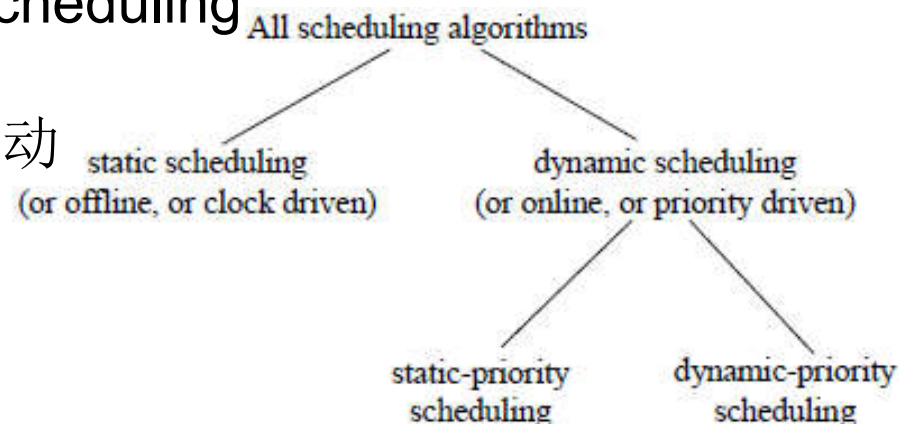 scheduling
All scheduling algorithms
动
static scheduling
(or offline, or clock driven)
dynamic scheduling
(or online, or priority driven)
static-priority
scheduling
dynamic-priority
scheduling